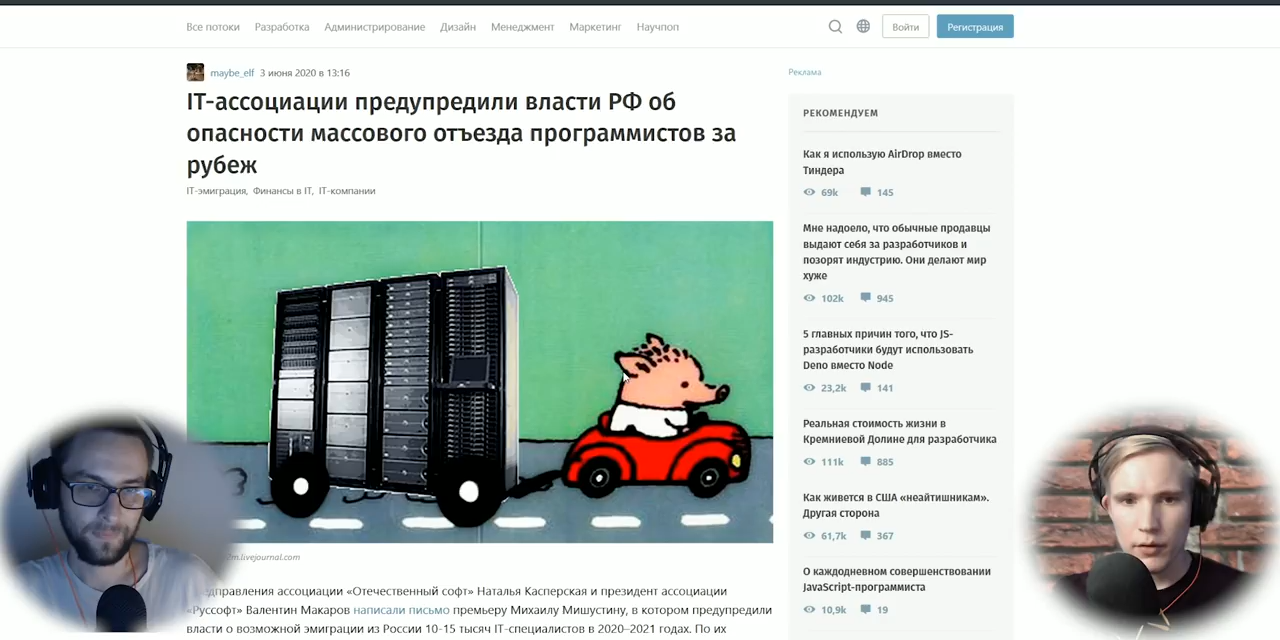 Все потоки Разработка Администрирование Дизайн Менеджмент Маркетинг Научпоп Войти Регистрация
maybe_elf 3 июня 2020 в 13:16
IT-ассоциации предупредили власти РФ об
опасности массового отъезда программистов за
рубеж
IT-эмиграция, Финансы в IT, IT-компании
livejournal.com
правления ассоциации «Отечественный софт» Наталья Касперская и президент ассоциации
«Руссофт» Валентин Макаров написали письмо премьеру Михаилу Мишустину, в котором предупредили
власти о возможной эмиграции из России 10-15 тысяч IT-специалистов в 2020–2021 годах. По их
Реклама
РЕКОМЕНДУЕМ
Как я использую AirDrop вместо
Тиндера
69k 145
Мне надоело, что обычные продавцы
выдают себя за разработчиков и
позорят индустрию. Они делают мир
хуже
102k 945
5 главных причин того, что JS-
разработчики будут использовать
Deno вместо Node
23,2k 141
Реальная стоимость жизни в
Кремниевой Долине для разработчика
111k 885
Как живется в США «неайтишникам».
Другая сторона
61,7k 367
О каждодневном совершенствовании
JavaScript-программиста
10,9k 19